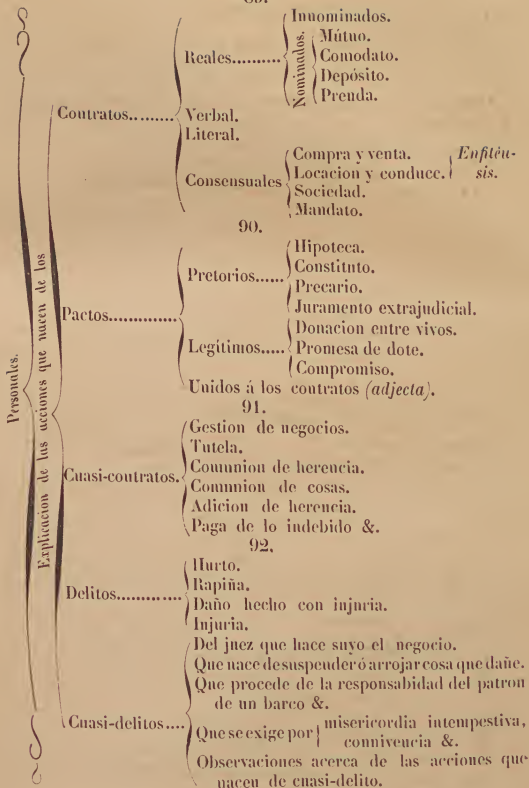 Personales.
Explicacion de las acciones que nacen de los
Contratos.........
Reales..........
Innominados.
Nominados.
Mútuo.
Comodato.
Depósito.
Prenda.
Verbal.
Literal.
Consensuales
Compra y venta.
Locacion y conducc.
Enfitéu-
sis.
Sociedad.
Mandato.
90.
Pactos..............
Pretorios......
Hipoteca.
Constituto.
Precario.
Juramento extrajudicial.
Legítimos.....
Donacion entre vivos.
Promesa de dote.
Compromiso.
Unidos á los contratos (adjecta).
91.
Cuasi-contratos.
Gestion de negocios.
Tutela.
Comunion de herencia.
Comunion de cosas.
Adicion de herencia.
Paga de lo indebido &.
92.
Delitos............
Hurto.
Rapiña.
Daño hecho con injuria.
Injuria.
Cuasi-delitos....
Del juez que hace suyo el negocio.
Que nace de suspender ó arrojar cosa que dañe.
Que procede de la responsabidad del patron
de un barco &.
Que se exige por
misericordia intempestiva,
connivencia &.
Observaciones acerca de las acciones que
nacen de cuasi-delito.